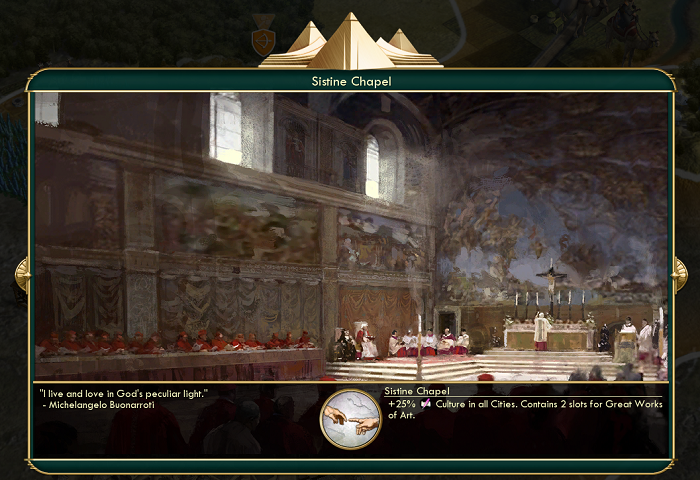 Sistine Chapel
"I live and love in God's peculiar light."
- Michelangelo Buonarroti
Sistine Chapel
+25% Culture in all Cities. Contains 2 slots for Great Works
of Art.